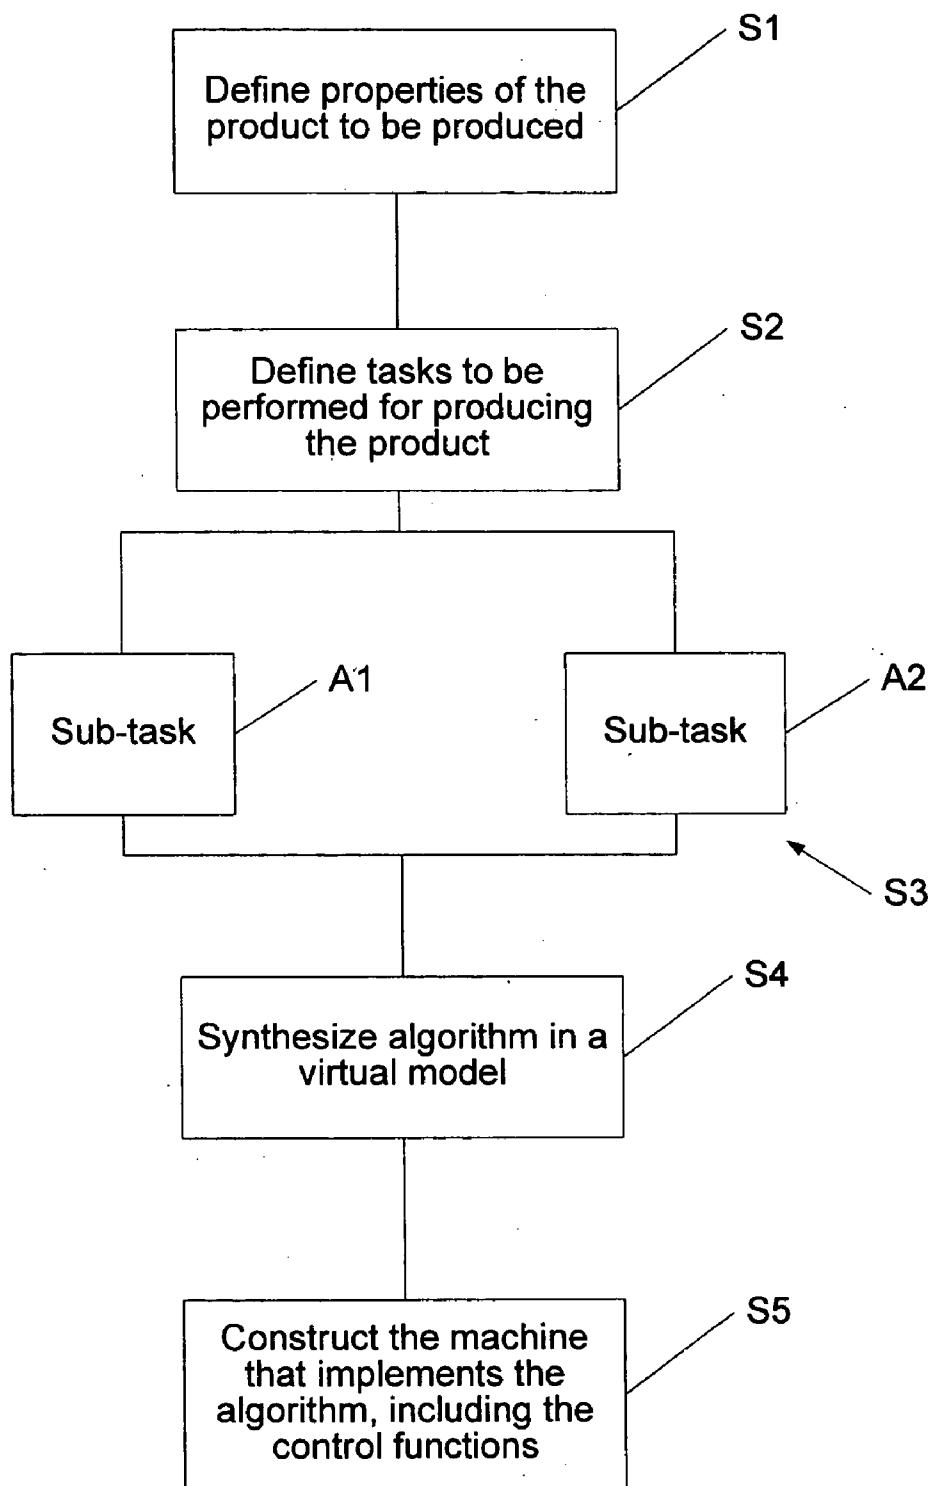 S1
Define properties of the
product to be produced
S2
Define tasks to be
performed for producing
the product
A1
Sub-task
A2
Sub-task
S3
S4
Synthesize algorithm in a
virtual model
S5
Construct the machine
that implements the
algorithm, including the
control functions